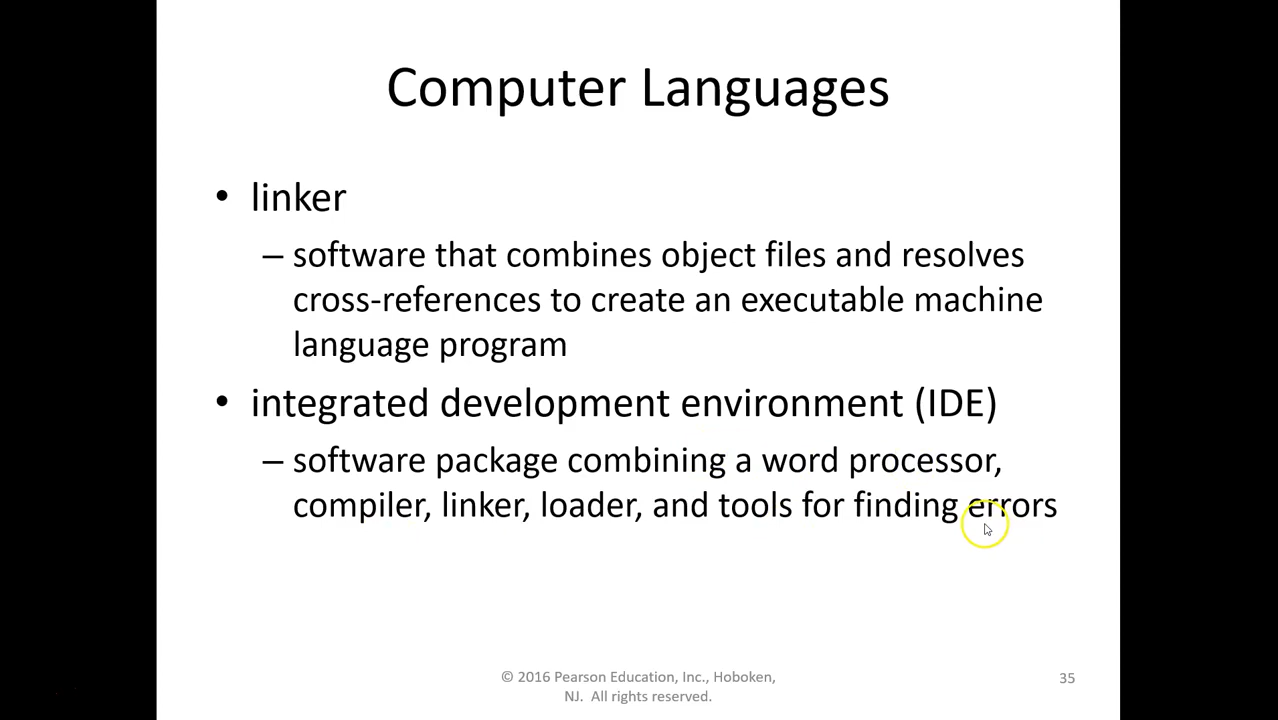 Computer Languages
• linker
– software that combines object files and resolves
cross-references to create an executable machine
language program
• integrated development environment (IDE)
– software package combining a word processor,
compiler, linker, loader, and tools for finding errors
© 2016 Pearson Education, Inc., Hoboken,
NJ. All rights reserved.
35